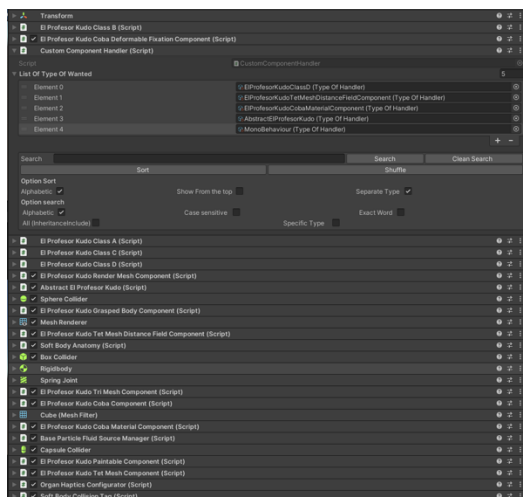 Transform
El Profesor Kudo Class B (Script)
El Profesor Kudo Coba Deformable Fixation Component (Script)
Custom Component Handler (Script)
Script CustomComponentHandler
List Of Type Of Wanted 5
Element 0 ElProfesorKudoClassD (Type Of Handler)
Element 1 ElProfesorKudoTetMeshDistanceFieldComponent (Type Of Handler)
Element 2 ElProfesorKudoCobaMaterialComponent (Type Of Handler)
Element 3 AbstractElProfesorKudo (Type Of Handler)
Element 4 MonoBehaviour (Type Of Handler)
+ -
Search Search Clean Search
Sort Shuffle
Option Sort
Alphabetic Show From the top Separate Type
Option search
Alphabetic Case sensitive Exact Word
All (InheritanceInclude) Specific Type
El Profesor Kudo Class A (Script)
El Profesor Kudo Class C (Script)
El Profesor Kudo Class D (Script)
El Profesor Kudo Render Mesh Component (Script)
Abstract El Profesor Kudo (Script)
Sphere Collider
El Profesor Kudo Grasped Body Component (Script)
Mesh Renderer
El Profesor Kudo Tet Mesh Distance Field Component (Script)
Soft Body Anatomy (Script)
Box Collider
Rigidbody
Spring Joint
El Profesor Kudo Tri Mesh Component (Script)
El Profesor Kudo Coba Component (Script)
Cube (Mesh Filter)
El Profesor Kudo Coba Material Component (Script)
Base Particle Fluid Source Manager (Script)
Capsule Collider
El Profesor Kudo Paintable Component (Script)
El Profesor Kudo Tet Mesh Component (Script)
Organ Haptics Configurator (Script)
Soft Body Collision Tag (Script)